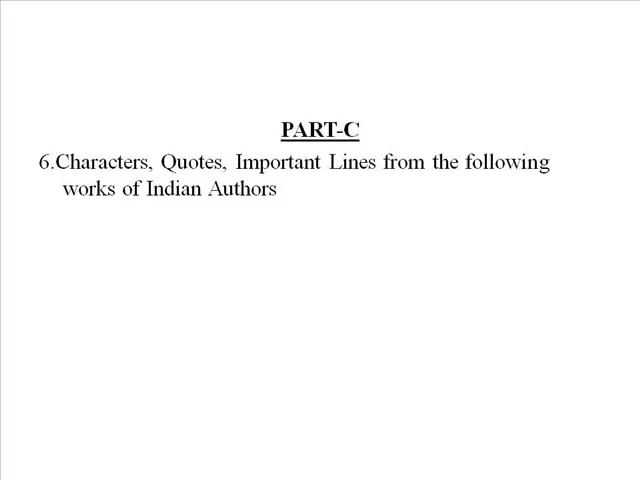 PART-C
6.Characters, Quotes, Important Lines from the following
works of Indian Authors